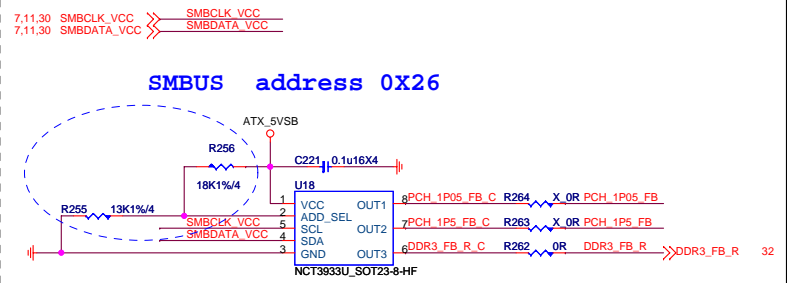 7,11,30 SMBCLK_VCC SMBCLK_VCC
7,11,30 SMBDATA_VCC SMBDATA_VCC
SMBUS address 0X26
ATX_5VSB
R256
C221 0.1u16X4
18K1%/4
U18
R255 13K1%/4
1 VCC OUT1 8 PCH_1P05_FB_C R264 X_0R PCH_1P05_FB
2 ADD_SEL
SMBCLK_VCC 5 SCL OUT2 7 PCH_1P5_FB_C R263 X_0R PCH_1P5_FB
SMBDATA_VCC 4 SDA
3 GND OUT3 6 DDR3_FB_R_C R262 0R DDR3_FB_R DDR3_FB_R 32
NCT3933U_SOT23-8-HF